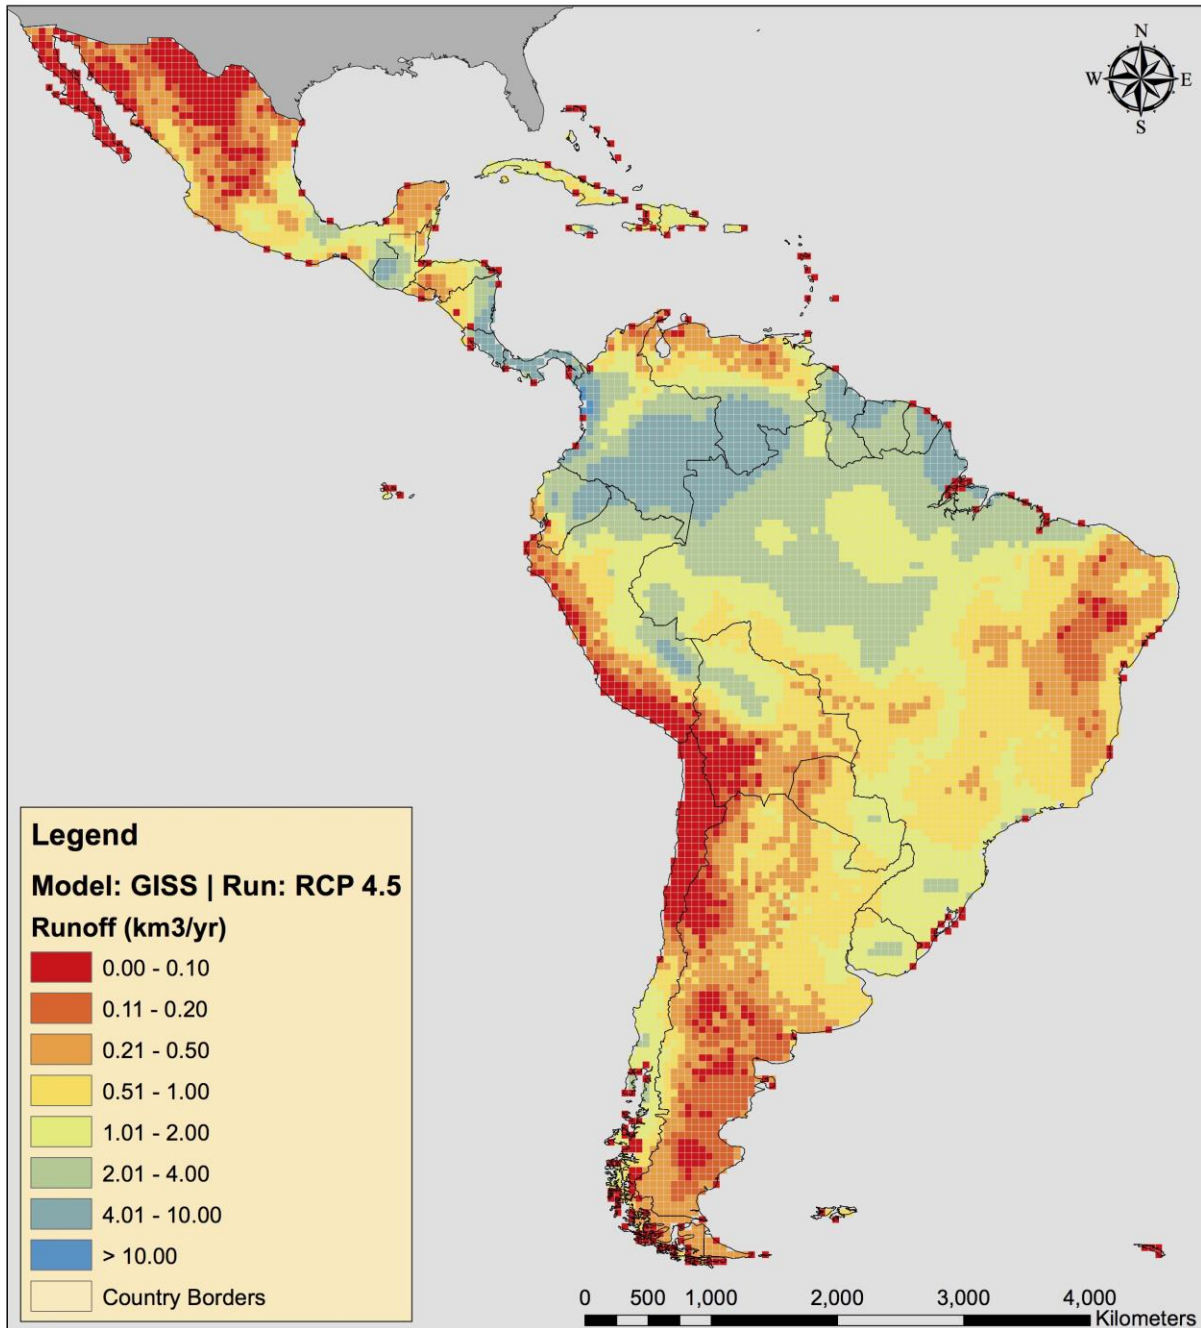 N
W E
S
Legend
Model: GISS | Run: RCP 4.5
Runoff (km3/yr)
0.00 - 0.10
0.11 - 0.20
0.21 - 0.50
0.51 - 1.00
1.01 - 2.00
2.01 - 4.00
4.01 - 10.00
> 10.00
Country Borders
0 500 1,000 2,000 3,000 4,000
Kilometers